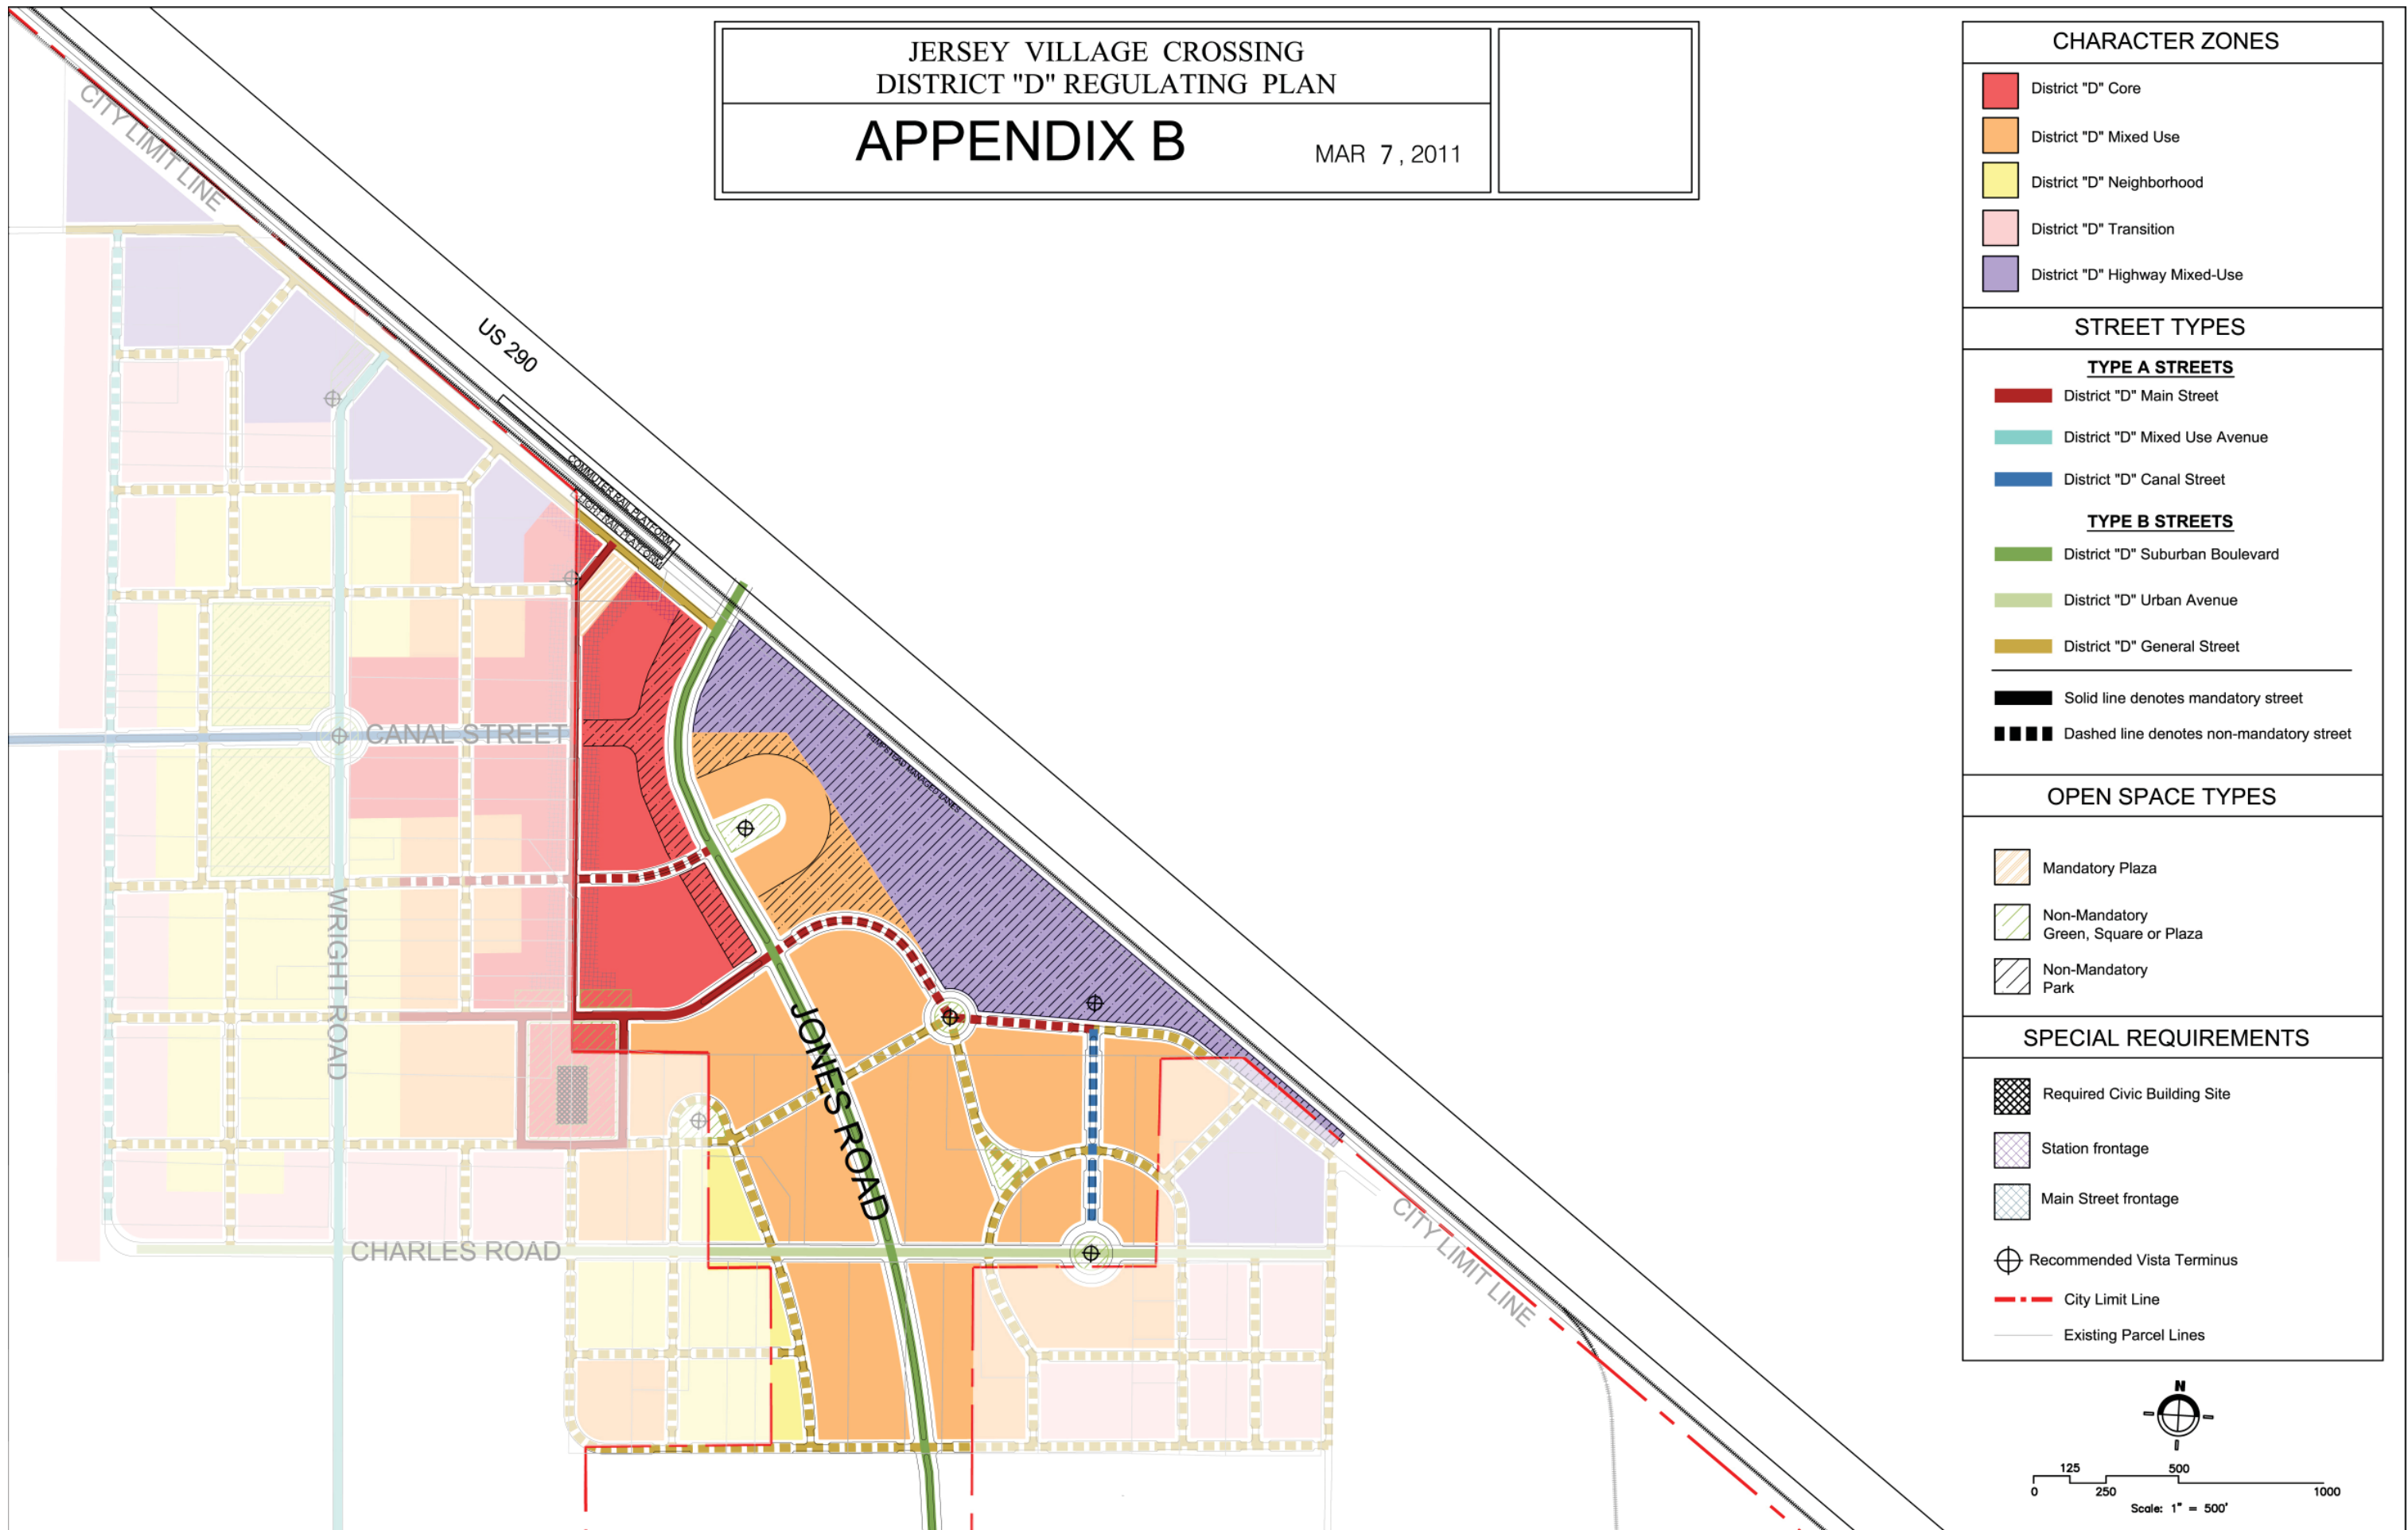 JERSEY VILLAGE CROSSING
DISTRICT "D" REGULATING PLAN
APPENDIX B
MAR 7, 2011
CITY LIMIT LINE
US 290
COMMUTER RAIL PLATFORM
LIGHT RAIL PLATFORM
HEMPSTEAD MANAGED LANES
CANAL STREET
WRIGHT ROAD
JONES ROAD
CHARLES ROAD
CITY LIMIT LINE
CHARACTER ZONES
District "D" Core
District "D" Mixed Use
District "D" Neighborhood
District "D" Transition
District "D" Highway Mixed-Use
STREET TYPES
TYPE A STREETS
District "D" Main Street
District "D" Mixed Use Avenue
District "D" Canal Street
TYPE B STREETS
District "D" Suburban Boulevard
District "D" Urban Avenue
District "D" General Street
Solid line denotes mandatory street
Dashed line denotes non-mandatory street
OPEN SPACE TYPES
Mandatory Plaza
Non-Mandatory
Green, Square or Plaza
Non-Mandatory
Park
SPECIAL REQUIREMENTS
Required Civic Building Site
Station frontage
Main Street frontage
Recommended Vista Terminus
City Limit Line
Existing Parcel Lines
N
125 500
0 250 1000
Scale: 1" = 500'